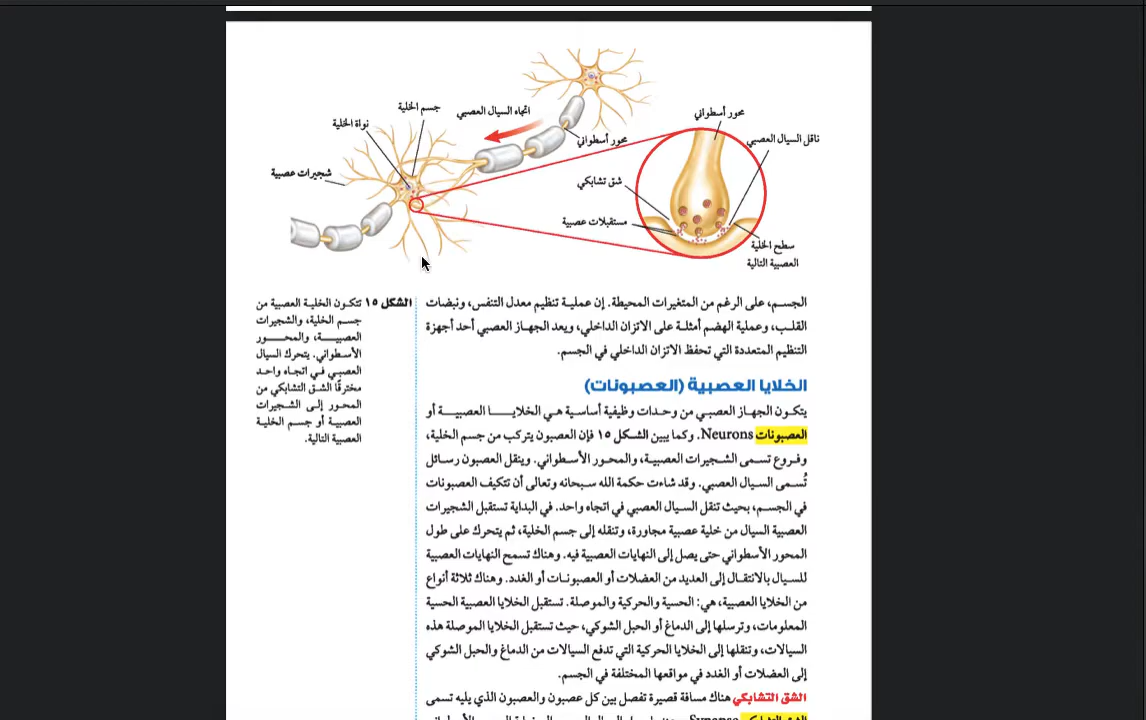 محور أسطواني
ناقل السيال العصبي
شق تشابكي
مستقبلات عصبية
سطح الخلية
العصبية التالية
اتجاه السيال العصبي
محور أسطواني
جسم الخلية
نواة الخلية
شجيرات عصبية
الجسم، على الرغم من المتغيرات المحيطة. إن عملية تنظيم معدل التنفس، ونبضات
القلب، وعملية الهضم أمثلة على الاتزان الداخلي، ويعد الجهاز العصبي أحد أجهزة
التنظيم المتعددة التي تحفظ الاتزان الداخلي في الجسم.
الخلايا العصبية (العصبونات)
يتكون الجهاز العصبي من وحدات وظيفية أساسية هي الخلايا العصبية أو
العصبونات Neurons. وكما يبين الشكل ١٥ فإن العصبون يتركب من جسم الخلية،
وفروع تسمى الشجيرات العصبية، والمحور الأسطواني. وينقل العصبون رسائل
تُسمى السيال العصبي. وقد شاءت حكمة الله سبحانه وتعالى أن تتكيف العصبونات
في الجسم، بحيث تنقل السيال العصبي في اتجاه واحد. في البداية تستقبل الشجيرات
العصبية السيال من خلية عصبية مجاورة، وتنقله إلى جسم الخلية، ثم يتحرك على طول
المحور الأسطواني حتى يصل إلى النهايات العصبية فيه. وهناك تسمح النهايات العصبية
للسيال بالانتقال إلى العديد من العضلات أو العصبونات أو الغدد. وهناك ثلاثة أنواع
من الخلايا العصبية، هي: الحسية والحركية والموصلة. تستقبل الخلايا العصبية الحسية
المعلومات، وترسلها إلى الدماغ أو الحبل الشوكي، حيث تستقبل الخلايا الموصلة هذه
السيالات، وتنقلها إلى الخلايا الحركية التي تدفع السيالات من الدماغ والحبل الشوكي
إلى العضلات أو الغدد في مواقعها المختلفة في الجسم.
الشق التشابكي هناك مسافة قصيرة تفصل بين كل عصبون والعصبون الذي يليه تسمى
الشكل ١٥ تتكون الخلية العصبية من
جسم الخلية، والشجيرات
العصبية، والمحور
الأسطواني. يتحرك السيال
العصبي في اتجاه واحد
مخترقًا الشق التشابكي من
المحور إلى الشجيرات
العصبية أو جسم الخلية
العصبية التالية.